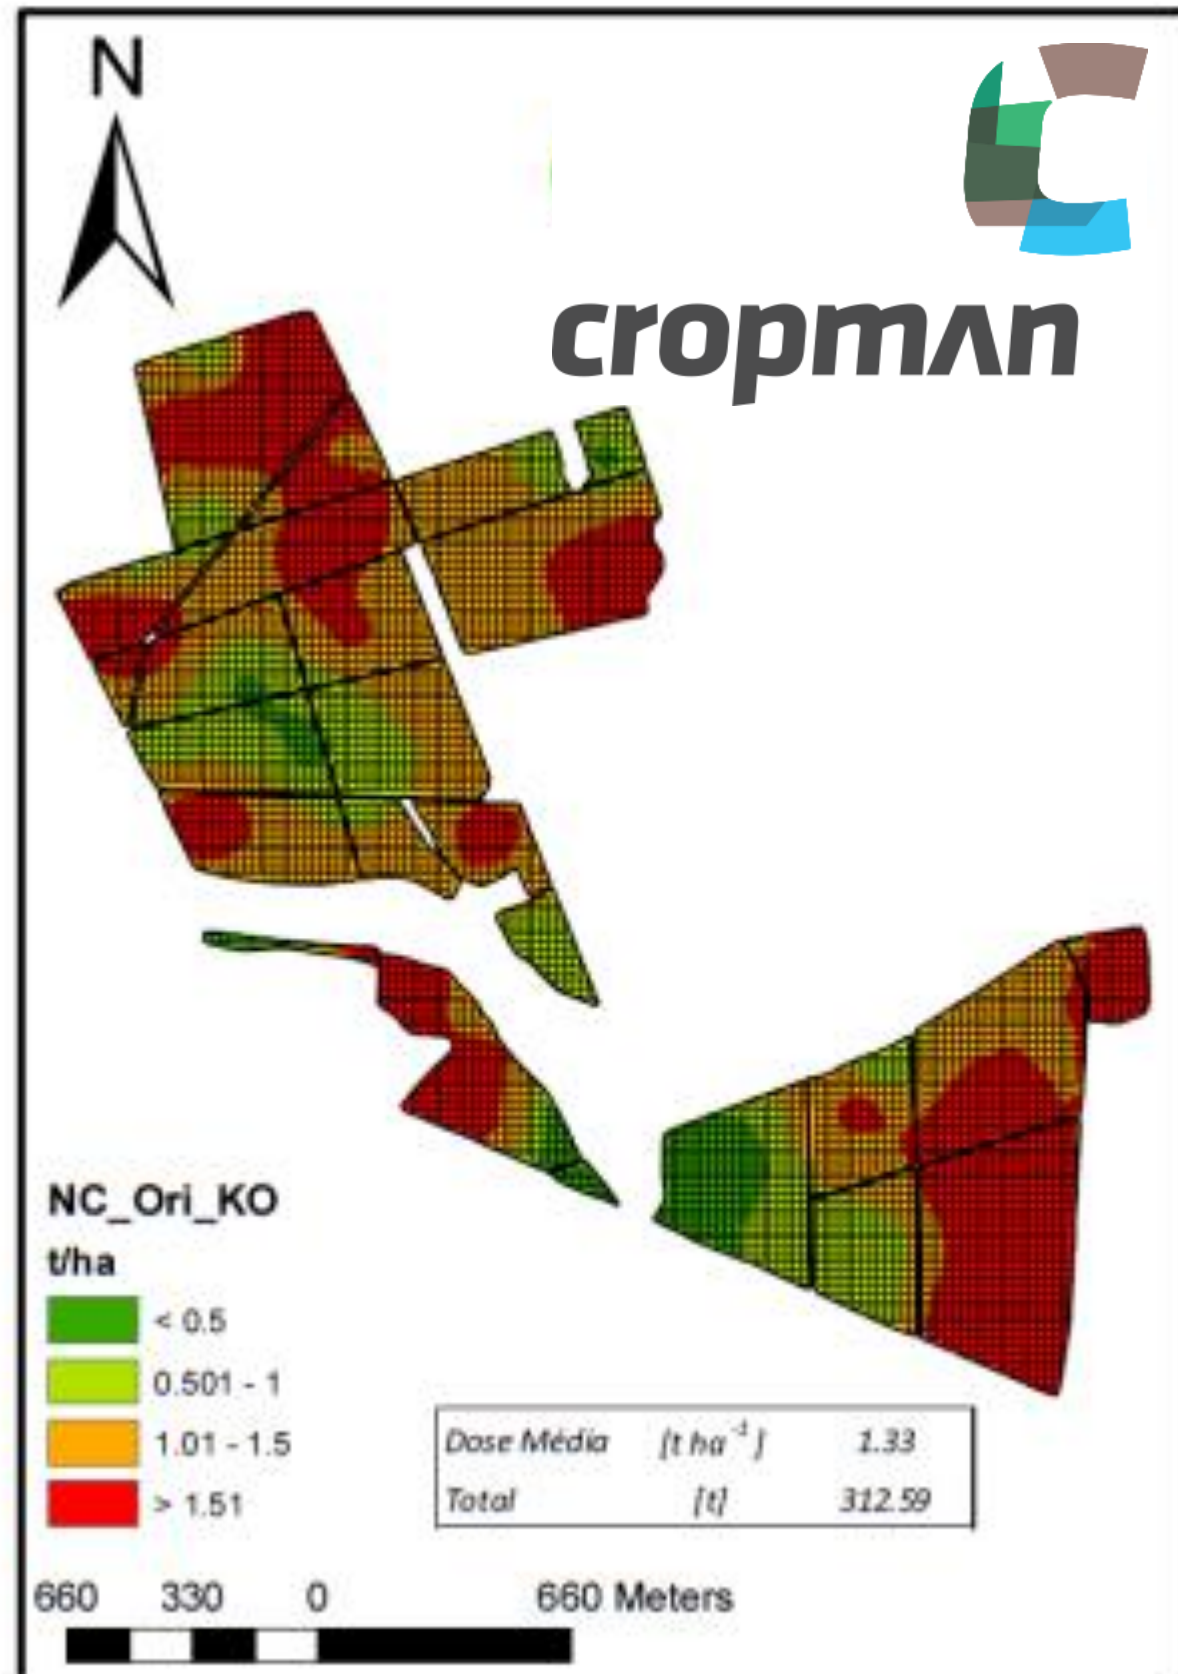 N
cropmʌn
NC_Ori_KO
t/ha
< 0.5
0.501 - 1
1.01 - 1.5
> 1.51
Dose Média [t ha⁻¹] 1.33
Total [t] 312.59
660 330 0 660 Meters